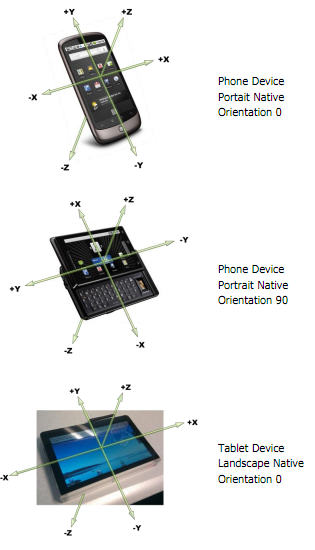 +Y
+Z
+X
-X
-Z
-Y
Phone Device
Portait Native
Orientation 0
+X
+Z
-Y
+Y
-Z
-X
Phone Device
Portrait Native
Orientation 90
+Y
+Z
+X
-X
-Z
-Y
Tablet Device
Landscape Native
Orientation 0